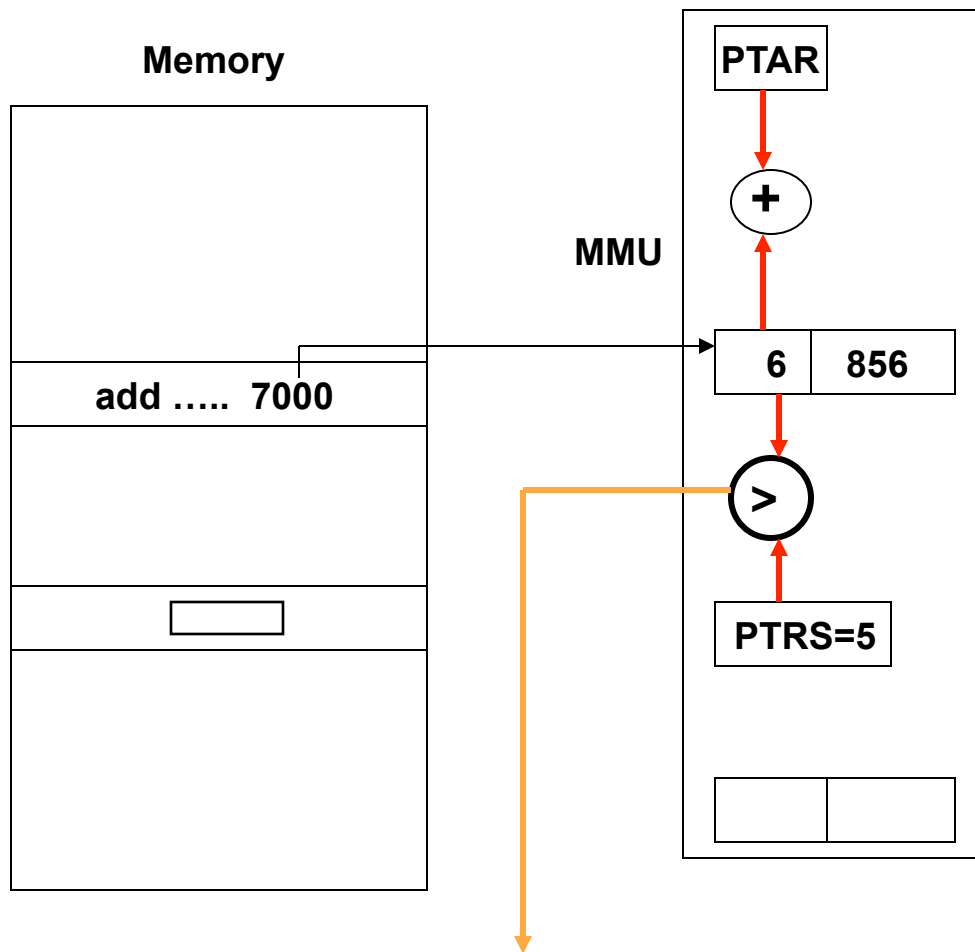 Memory
PTAR
+
MMU
6 856
add ..... 7000
>
PTRS=5